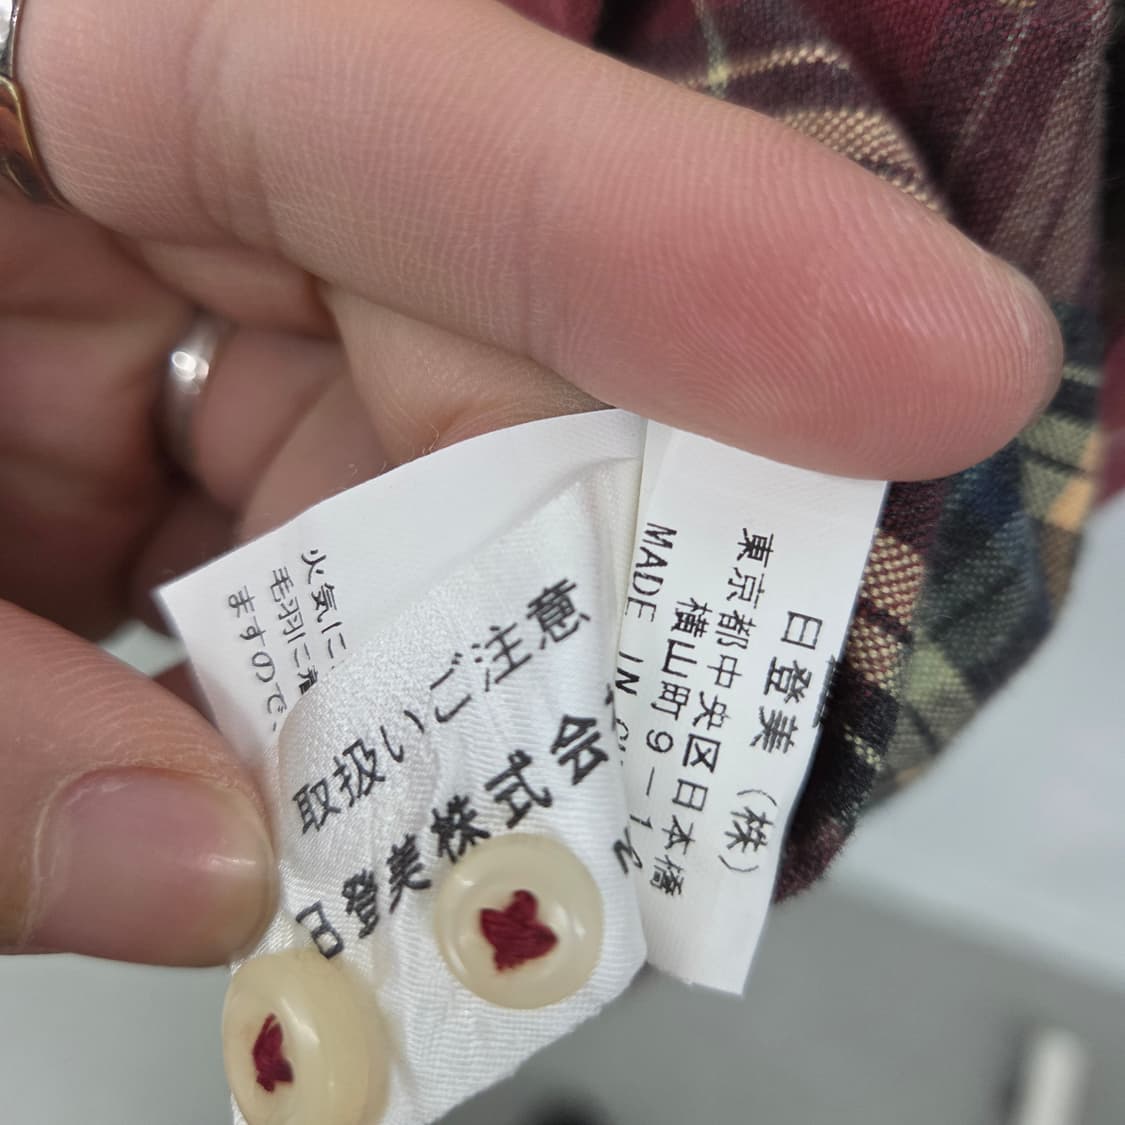 日登美（株）
東京都中央区日本橋
横山町９－１２
MADE IN
取扱いご注意
日登美株式会
火気に
毛羽に着
ますので、